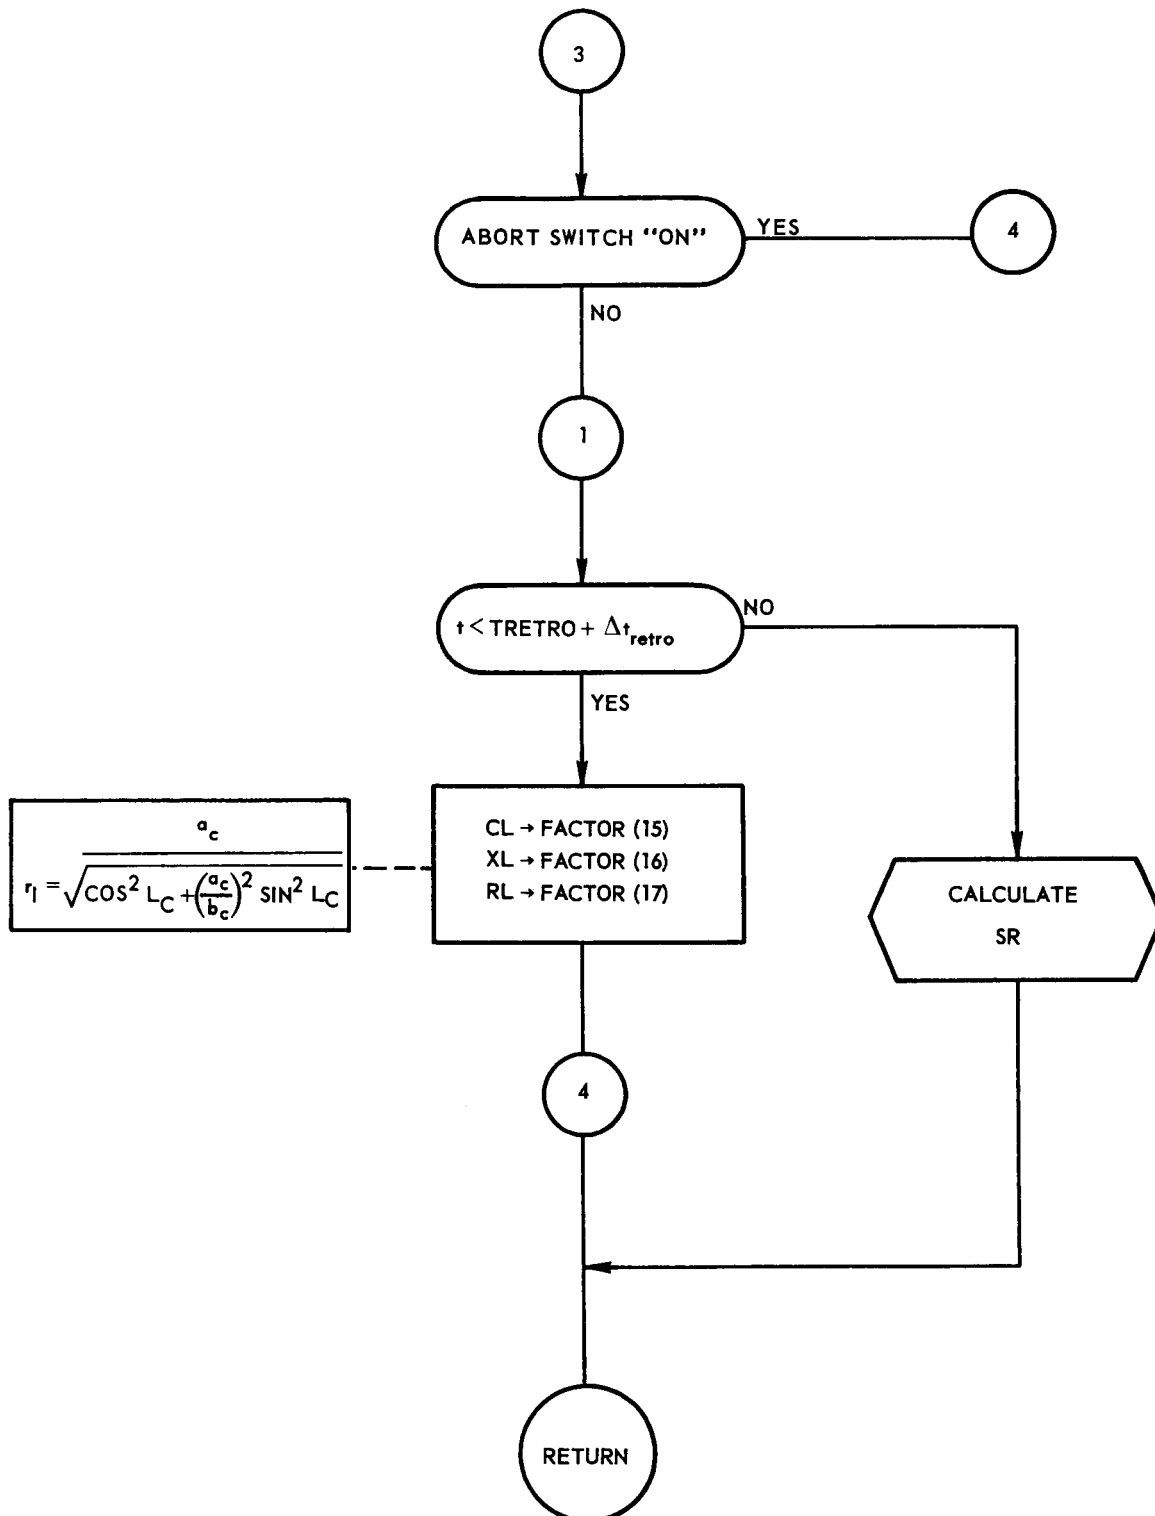 3
ABORT SWITCH "ON"
YES
4
NO
1
t < TRETRO + Δt_retro
NO
YES
a_c
r_l = √COS² L_C + (a_c/b_c)² SIN² L_C
CL → FACTOR (15)
XL → FACTOR (16)
RL → FACTOR (17)
CALCULATE
SR
4
RETURN